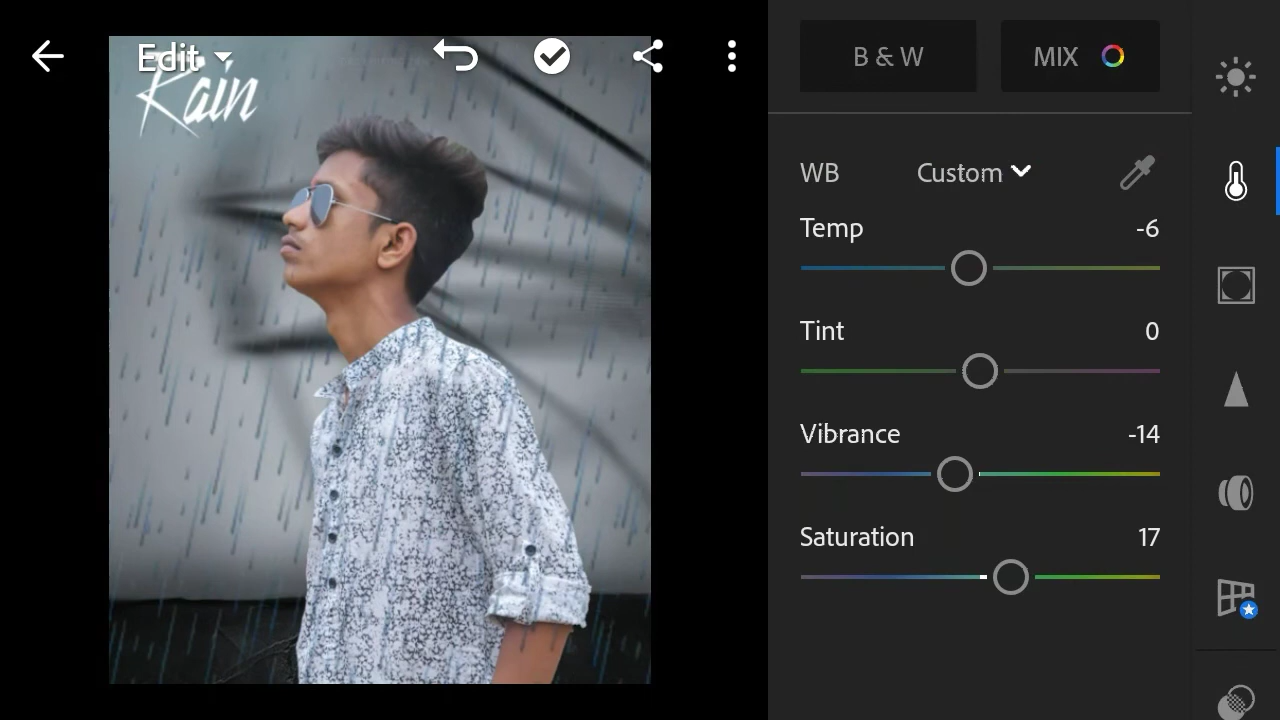 Edit
Rain
B & W
MIX
WB Custom
Temp -6
Tint 0
Vibrance -14
Saturation 17